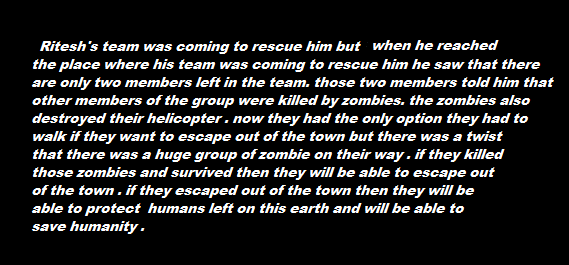 Ritesh's team was coming to rescue him but when he reached
the place where his team was coming to rescue him he saw that there
are only two members left in the team. those two members told him that
other members of the group were killed by zombies. the zombies also
destroyed their helicopter . now they had the only option they had to
walk if they want to escape out of the town but there was a twist
that there was a huge group of zombie on their way . if they killed
those zombies and survived then they will be able to escape out
of the town . if they escaped out of the town then they will be
able to protect humans left on this earth and will be able to
save humanity .